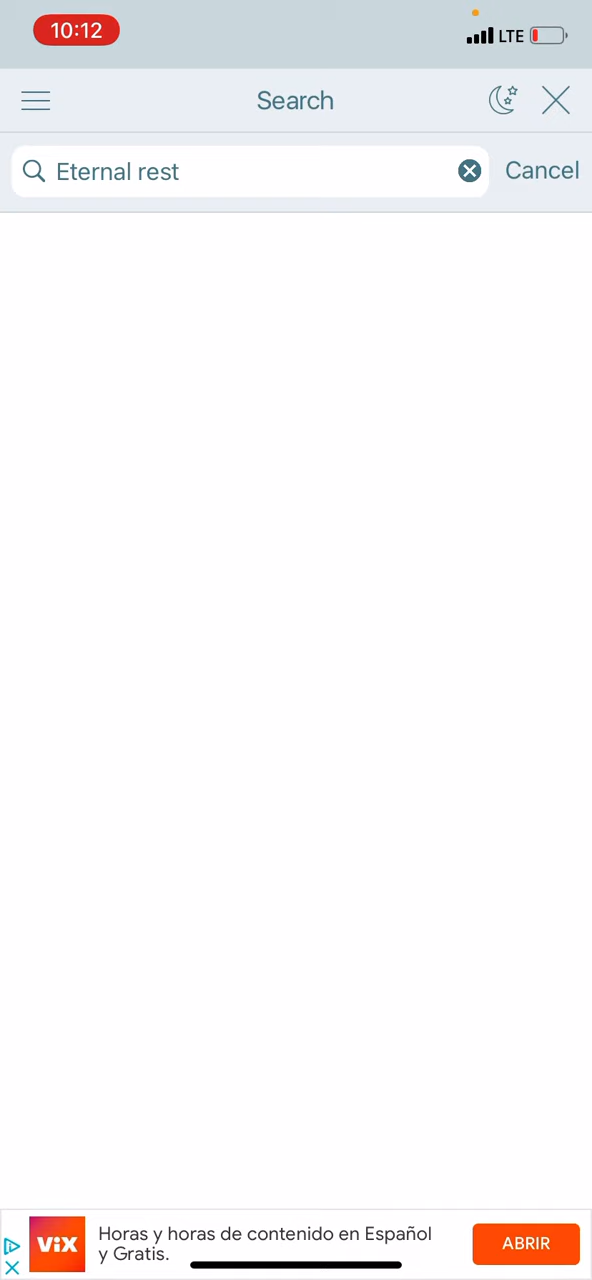 10:12
LTE
Search
Eternal rest
Cancel
ViX
Horas y horas de contenido en Español
y Gratis.
ABRIR